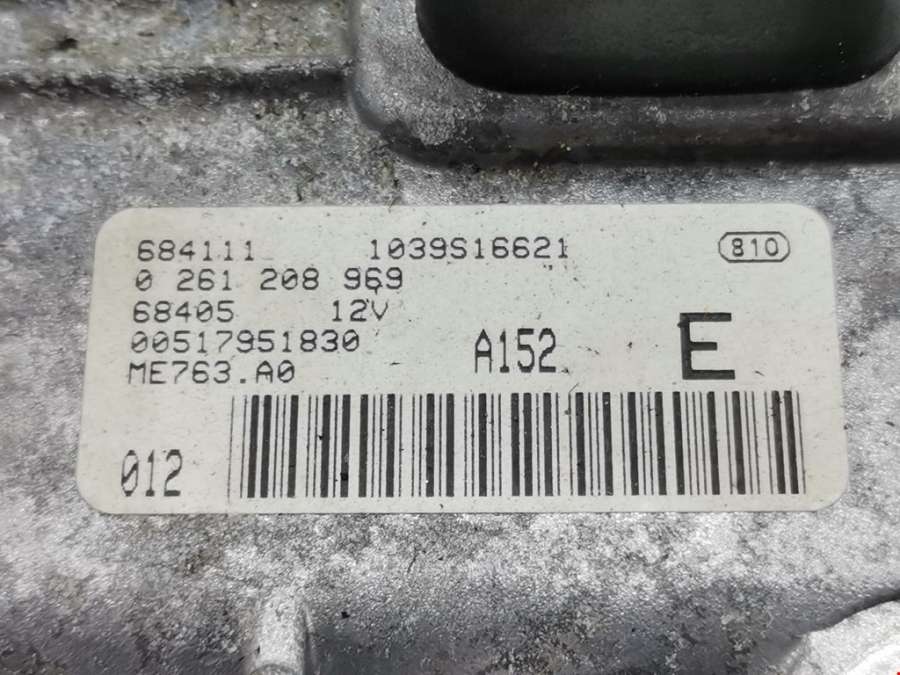 684111 1039S16621 810
0 261 208 969
68405 12V
00517951830 A152 E
ME763.A0
012